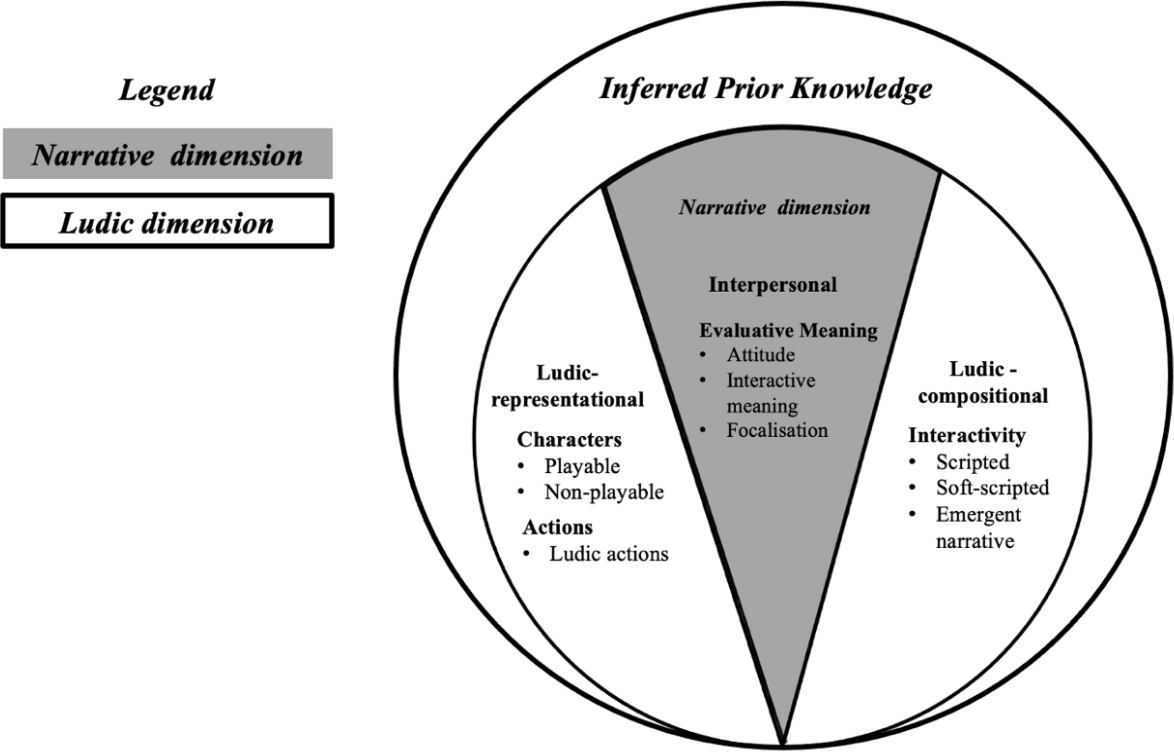 Legend
Narrative dimension
Ludic dimension
Inferred Prior Knowledge
Narrative dimension
Interpersonal
Evaluative Meaning
• Attitude
• Interactive
meaning
• Focalisation
Ludic-
representational
Characters
• Playable
• Non-playable
Actions
• Ludic actions
Ludic -
compositional
Interactivity
• Scripted
• Soft-scripted
• Emergent
narrative